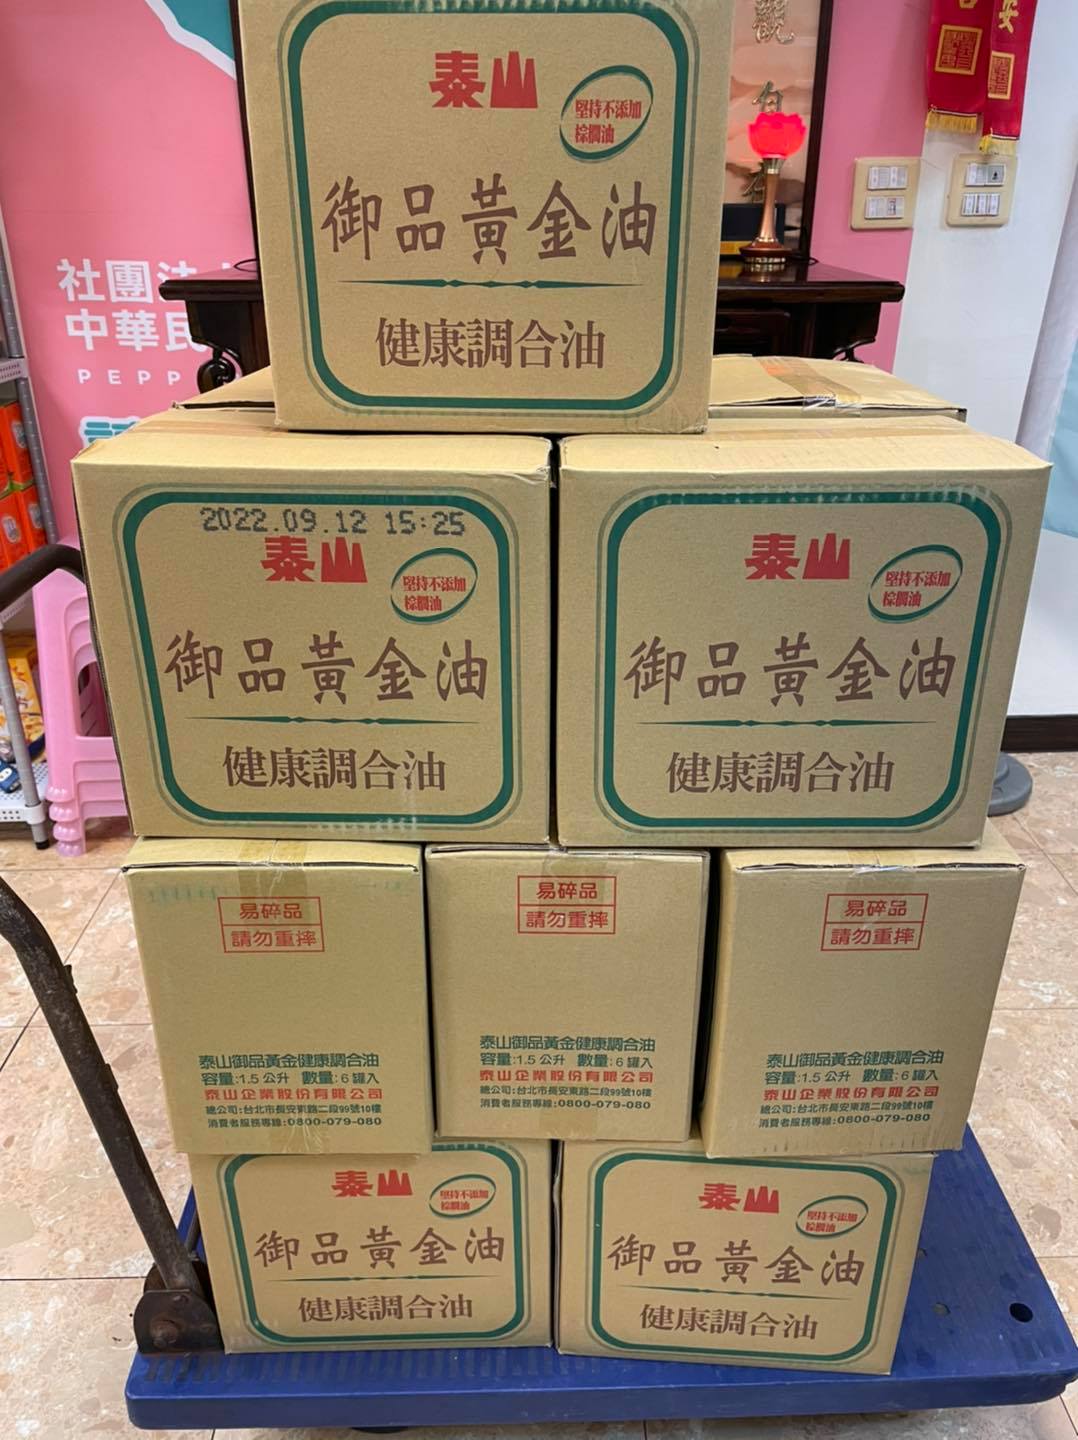 泰山
堅持不添加
棕櫚油
御品黃金油
健康調合油
社團
中華民
PEPP
安
2022.09.12 15:25
泰山
堅持不添加
棕櫚油
御品黃金油
健康調合油
泰山
堅持不添加
棕櫚油
御品黃金油
健康調合油
易碎品
請勿重摔
泰山御品黃金健康調合油
容量:1.5公升 數量:6罐入
泰山企業股份有限公司
總公司:台北市長安東路二段99號10樓
消費者服務專線:0800-079-080
易碎品
請勿重摔
泰山御品黃金健康調合油
容量:1.5公升 數量:6罐入
泰山企業股份有限公司
總公司:台北市長安東路二段99號10樓
消費者服務專線:0800-079-080
易碎品
請勿重摔
泰山御品黃金健康調合油
容量:1.5公升 數量:6罐入
泰山企業股份有限公司
總公司:台北市長安東路二段99號10樓
消費者服務專線:0800-079-080
泰山
堅持不添加
棕櫚油
御品黃金油
健康調合油
泰山
堅持不添加
棕櫚油
御品黃金油
健康調合油